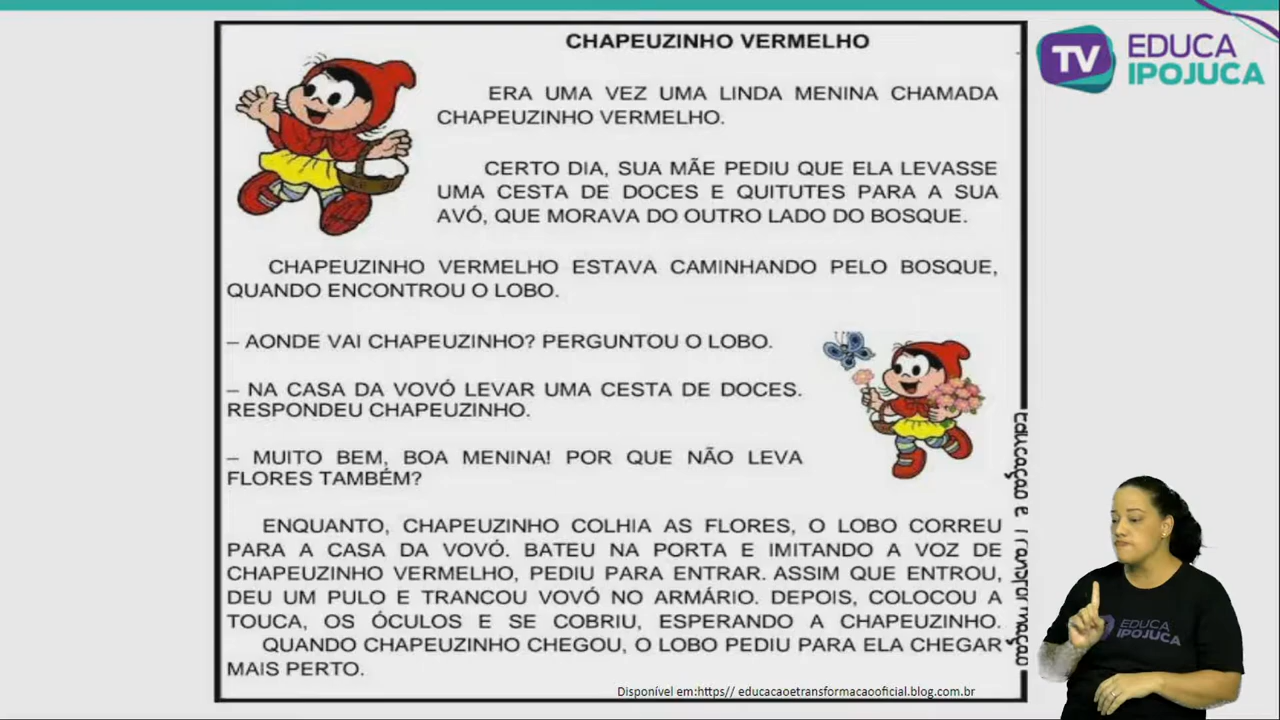 CHAPEUZINHO VERMELHO
TV EDUCA
IPOJUCA
ERA UMA VEZ UMA LINDA MENINA CHAMADA
CHAPEUZINHO VERMELHO.
CERTO DIA, SUA MÃE PEDIU QUE ELA LEVASSE
UMA CESTA DE DOCES E QUITUTES PARA A SUA
AVÓ, QUE MORAVA DO OUTRO LADO DO BOSQUE.
CHAPEUZINHO VERMELHO ESTAVA CAMINHANDO PELO BOSQUE,
QUANDO ENCONTROU O LOBO.
– AONDE VAI CHAPEUZINHO? PERGUNTOU O LOBO.
– NA CASA DA VOVÓ LEVAR UMA CESTA DE DOCES.
RESPONDEU CHAPEUZINHO.
– MUITO BEM, BOA MENINA! POR QUE NÃO LEVA
FLORES TAMBÉM?
ENQUANTO, CHAPEUZINHO COLHIA AS FLORES, O LOBO CORREU
PARA A CASA DA VOVÓ. BATEU NA PORTA E IMITANDO A VOZ DE
CHAPEUZINHO VERMELHO, PEDIU PARA ENTRAR. ASSIM QUE ENTROU,
DEU UM PULO E TRANCOU VOVÓ NO ARMÁRIO. DEPOIS, COLOCOU A
TOUCA, OS ÓCULOS E SE COBRIU, ESPERANDO A CHAPEUZINHO.
QUANDO CHAPEUZINHO CHEGOU, O LOBO PEDIU PARA ELA CHEGAR
MAIS PERTO.
Educação e Transformação
Disponível em:https// educacaoetransformacaooficial.blog.com.br
EDUCA
IPOJUCA